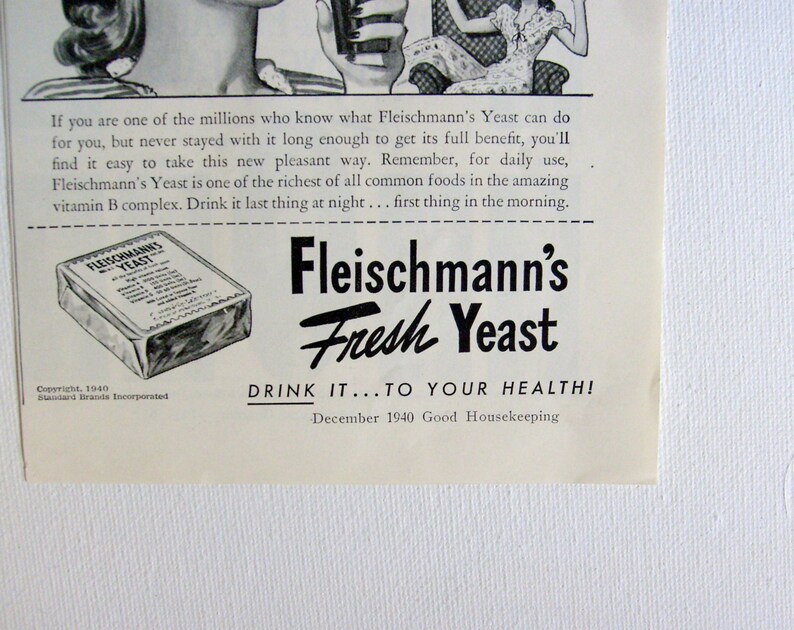 If you are one of the millions who know what Fleischmann's Yeast can do
for you, but never stayed with it long enough to get its full benefit, you'll
find it easy to take this new pleasant way. Remember, for daily use,
Fleischmann's Yeast is one of the richest of all common foods in the amazing
vitamin B complex. Drink it last thing at night . . . first thing in the morning.
FLEISCHMANN'S
YEAST
High vitamin values
Fleischmann's
Fresh Yeast
DRINK IT...TO YOUR HEALTH!
Copyright, 1940
Standard Brands Incorporated
December 1940 Good Housekeeping